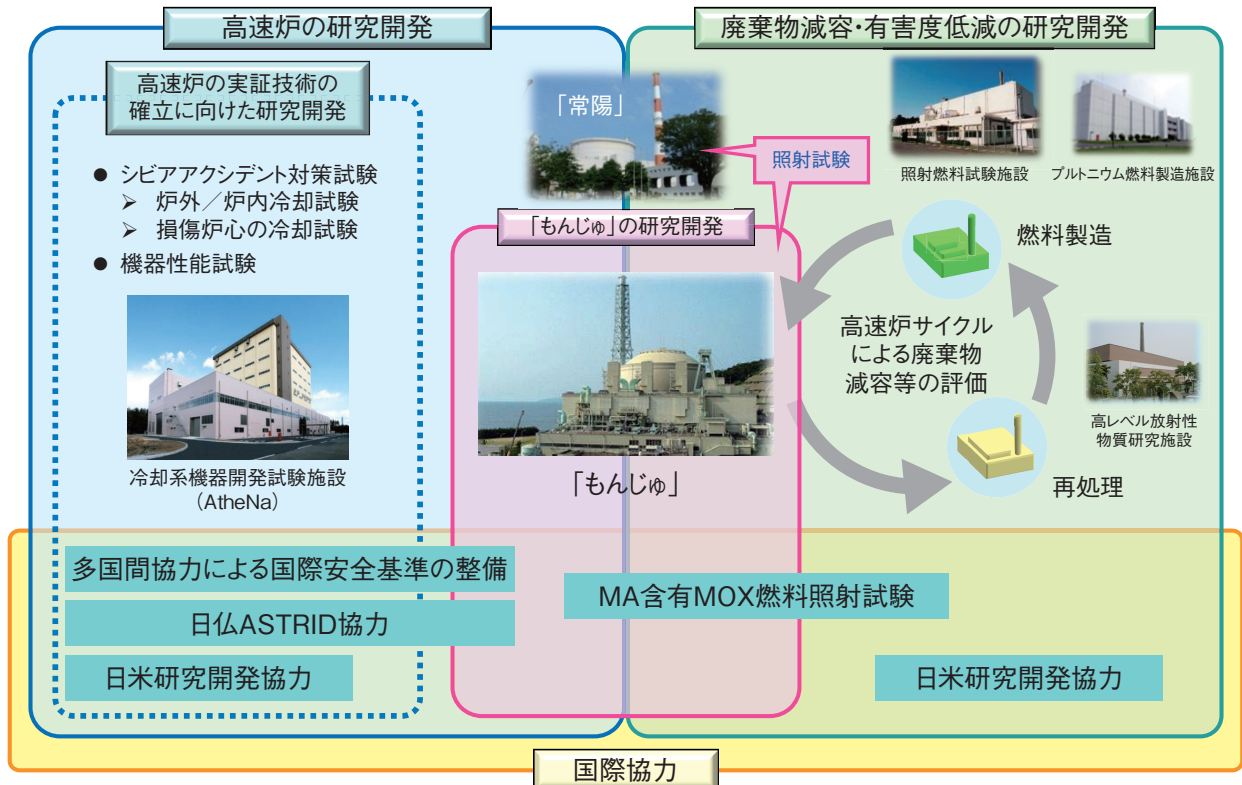 高速炉の研究開発
廃棄物減容・有害度低減の研究開発
高速炉の実証技術の
確立に向けた研究開発
● シビアアクシデント対策試験
➢ 炉外／炉内冷却試験
➢ 損傷炉心の冷却試験
● 機器性能試験
冷却系機器開発試験施設
(AtheNa)
「常陽」
照射試験
照射燃料試験施設
プルトニウム燃料製造施設
「もんじゅ」の研究開発
「もんじゅ」
燃料製造
高速炉サイクル
による廃棄物
減容等の評価
高レベル放射性
物質研究施設
再処理
多国間協力による国際安全基準の整備
日仏ASTRID協力
日米研究開発協力
MA含有MOX燃料照射試験
日米研究開発協力
国際協力